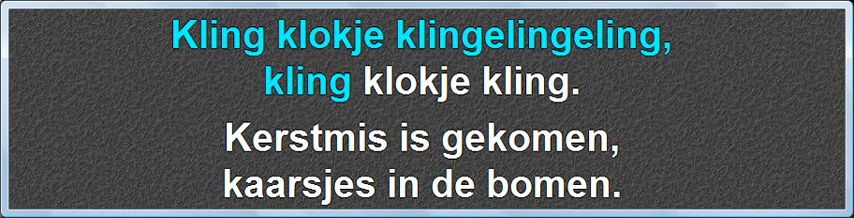 Kling klokje klingelingeling,
kling klokje kling.
Kerstmis is gekomen,
kaarsjes in de bomen.